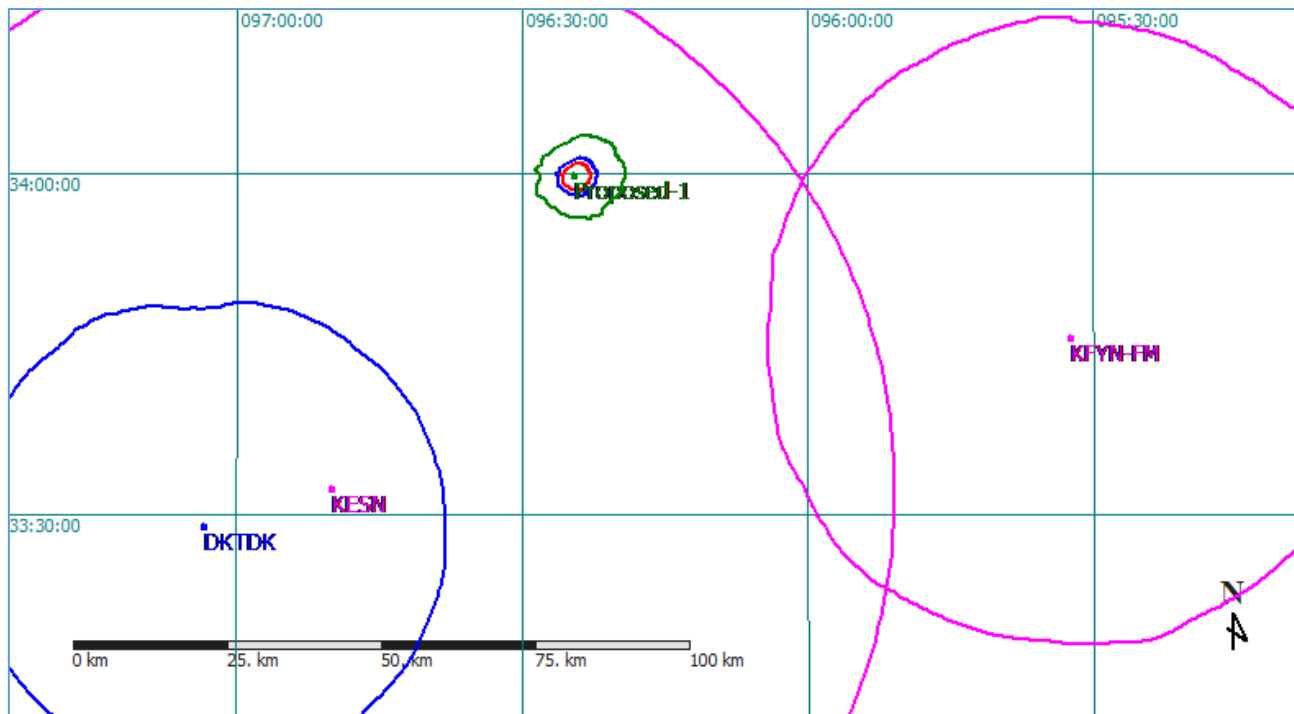 097:00:00
096:30:00
096:00:00
095:30:00
34:00:00
Proposed-1
KFYN-FM
KESN
33:30:00
DKTDK
N
0 km
25. km
50. km
75. km
100 km